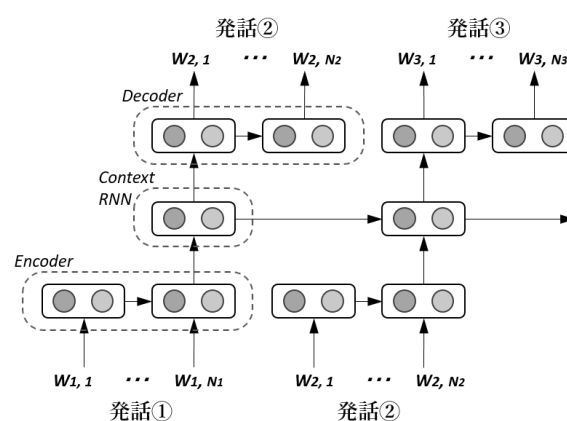 発話② 発話③
W2, 1 ··· W2, N2 W3, 1 ··· W3, N3
Decoder
Context
RNN
Encoder
W1, 1 ··· W1, N1 W2, 1 ··· W2, N2
発話① 発話②